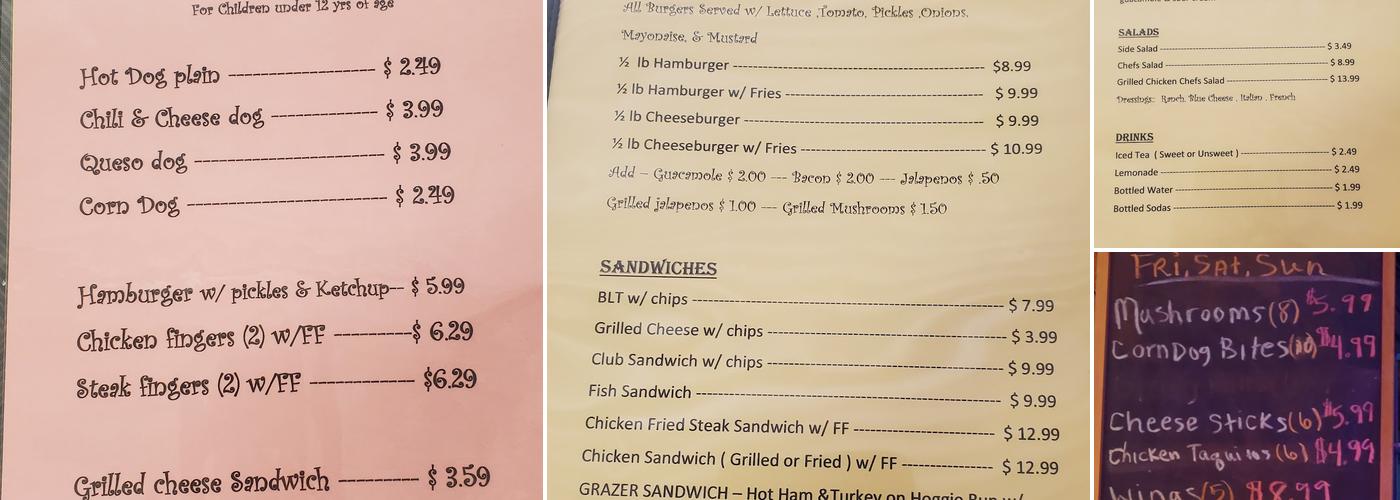 For Children under 12 yrs of age
Hot Dog plain ---------------------- $ 2.49
Chili & Cheese dog ---------------- $ 3.99
Queso dog ----------------------------- $ 3.99
Corn Dog ------------------------------ $ 2.49
Hamburger w/ pickles & Ketchup-- $ 5.99
Chicken fingers (2) w/FF -----------$ 6.29
Steak fingers (2) w/FF --------------- $6.29
Grilled cheese Sandwich ------------- $ 3.59
All Burgers Served w/ Lettuce ,Tomato, Pickles ,Onions,
Mayonaise, & Mustard
½ lb Hamburger ------------------------------------------- $8.99
½ lb Hamburger w/ Fries ---------------------------------- $ 9.99
½ lb Cheeseburger ---------------------------------------- $ 9.99
½ lb Cheeseburger w/ Fries ------------------------------- $ 10.99
Add – Guacamole $ 2.00 --- Bacon $ 2.00 --- Jalapenos $ .50
Grilled jalapenos $ 1.00 --- Grilled Mushrooms $ 1.50
SANDWICHES
BLT w/ chips --------------------------------------------------- $ 7.99
Grilled Cheese w/ chips ---------------------------------------- $ 3.99
Club Sandwich w/ chips ----------------------------------------- $ 9.99
Fish Sandwich -------------------------------------------------- $ 9.99
Chicken Fried Steak Sandwich w/ FF ----------------------- $ 12.99
Chicken Sandwich ( Grilled or Fried ) w/ FF --------------- $ 12.99
GRAZER SANDWICH – Hot Ham &Turkey on Hoggie Bun w/
SALADS
Side Salad -------------------------------------------------- $ 3.49
Chefs Salad ------------------------------------------------- $ 8.99
Grilled Chicken Chefs Salad --------------------------------- $ 13.99
Dressings: Ranch, Blue Cheese , Italian , French
DRINKS
Iced Tea ( Sweet or Unsweet ) --------------------------- $ 2.49
Lemonade ------------------------------------------------ $ 2.49
Bottled Water ------------------------------------------- $ 1.99
Bottled Sodas ------------------------------------------- $ 1.99
Fri, Sat, Sun
Mushrooms (8) $5.99
Corn Dog Bites (10) $4.99
Cheese Sticks (6) $5.99
Chicken Taquitos (6) $4.99
Wings (5) $8.99